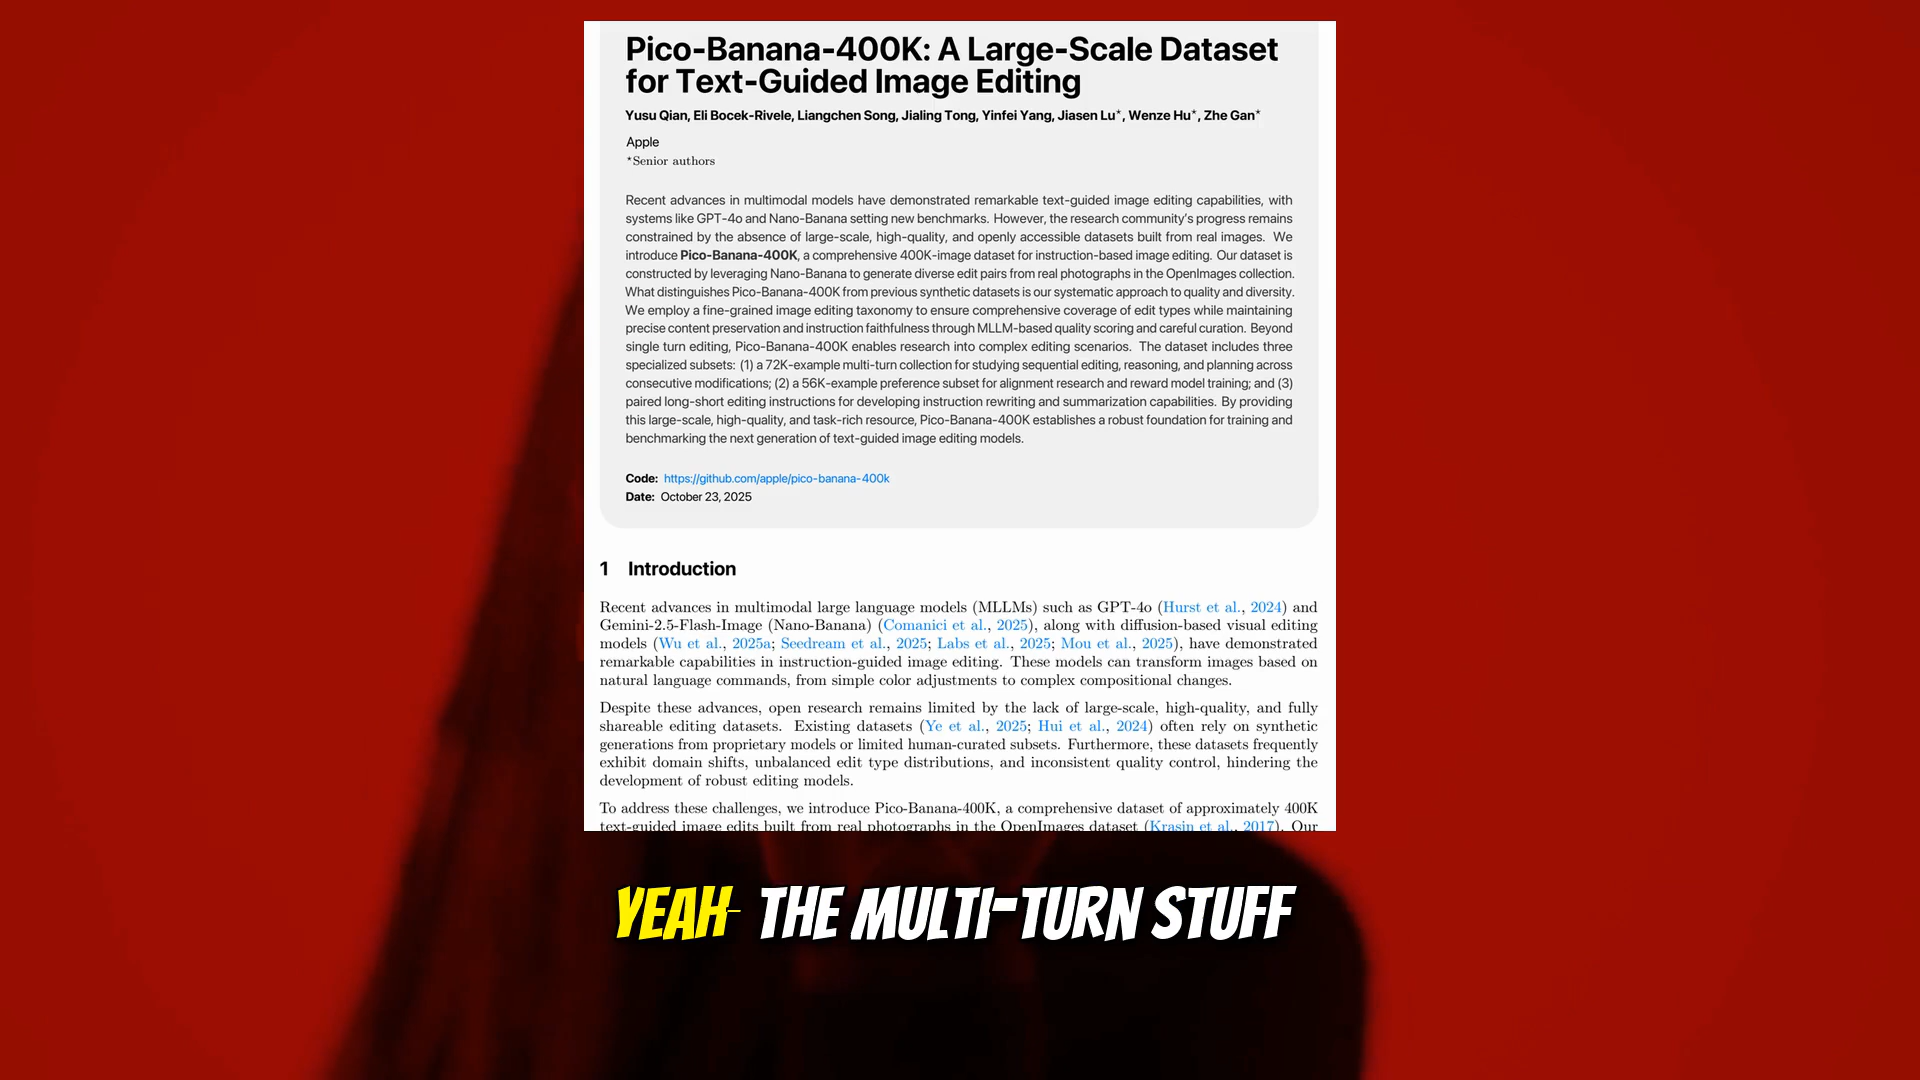 Pico-Banana-400K: A Large-Scale Dataset
for Text-Guided Image Editing
Yusu Qian, Eli Bocek-Rivele, Liangchen Song, Jialing Tong, Yinfei Yang, Jiasen Lu*, Wenze Hu*, Zhe Gan*
Apple
*Senior authors
Recent advances in multimodal models have demonstrated remarkable text-guided image editing capabilities, with
systems like GPT-4o and Nano-Banana setting new benchmarks. However, the research community's progress remains
constrained by the absence of large-scale, high-quality, and openly accessible datasets built from real images. We
introduce Pico-Banana-400K, a comprehensive 400K-image dataset for instruction-based image editing. Our dataset is
constructed by leveraging Nano-Banana to generate diverse edit pairs from real photographs in the OpenImages collection.
What distinguishes Pico-Banana-400K from previous synthetic datasets is our systematic approach to quality and diversity.
We employ a fine-grained image editing taxonomy to ensure comprehensive coverage of edit types while maintaining
precise content preservation and instruction faithfulness through MLLM-based quality scoring and careful curation. Beyond
single turn editing, Pico-Banana-400K enables research into complex editing scenarios. The dataset includes three
specialized subsets: (1) a 72K-example multi-turn collection for studying sequential editing, reasoning, and planning across
consecutive modifications; (2) a 56K-example preference subset for alignment research and reward model training; and (3)
paired long-short editing instructions for developing instruction rewriting and summarization capabilities. By providing
this large-scale, high-quality, and task-rich resource, Pico-Banana-400K establishes a robust foundation for training and
benchmarking the next generation of text-guided image editing models.
Code: https://github.com/apple/pico-banana-400k
Date: October 23, 2025
1 Introduction
Recent advances in multimodal large language models (MLLMs) such as GPT-4o (Hurst et al., 2024) and
Gemini-2.5-Flash-Image (Nano-Banana) (Comanici et al., 2025), along with diffusion-based visual editing
models (Wu et al., 2025a; Seedream et al., 2025; Labs et al., 2025; Mou et al., 2025), have demonstrated
remarkable capabilities in instruction-guided image editing. These models can transform images based on
natural language commands, from simple color adjustments to complex compositional changes.
Despite these advances, open research remains limited by the lack of large-scale, high-quality, and fully
shareable editing datasets. Existing datasets (Ye et al., 2025; Hui et al., 2024) often rely on synthetic
generations from proprietary models or limited human-curated subsets. Furthermore, these datasets frequently
exhibit domain shifts, unbalanced edit type distributions, and inconsistent quality control, hindering the
development of robust editing models.
To address these challenges, we introduce Pico-Banana-400K, a comprehensive dataset of approximately 400K
text-guided image edits built from real photographs in the OpenImages dataset (Krasin et al., 2017). Our
YEAH- THE MULTI-TURN STUFF